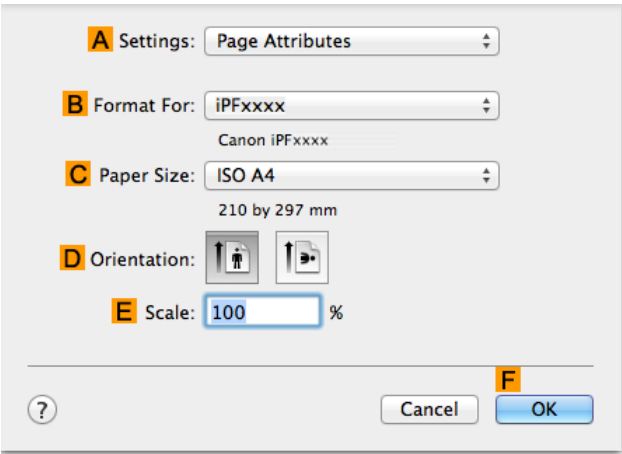 A Settings: Page Attributes
B Format For: iPFxxxx
Canon iPFxxxx
C Paper Size: ISO A4
210 by 297 mm
D Orientation:
E Scale: 100 %
F
? Cancel OK